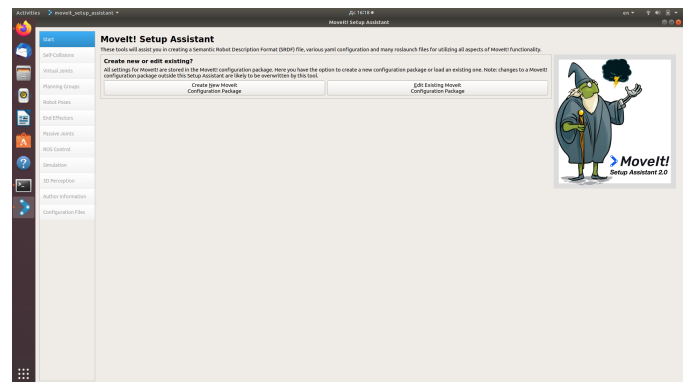 Activities
moveit_setup_assistant
Дс 16:18
en
MoveIt! Setup Assistant
Start
Self-Collisions
Virtual Joints
Planning Groups
Robot Poses
End Effectors
Passive Joints
ROS Control
Simulation
3D Perception
Author Information
Configuration Files
MoveIt! Setup Assistant
These tools will assist you in creating a Semantic Robot Description Format (SRDF) file, various yaml configuration and many roslaunch files for utilizing all aspects of MoveIt! functionality.
Create new or edit existing?
All settings for MoveIt! are stored in the MoveIt! configuration package. Here you have the option to create a new configuration package or load an existing one. Note: changes to a MoveIt!
configuration package outside this Setup Assistant are likely to be overwritten by this tool.
Create New MoveIt
Configuration Package
Edit Existing MoveIt
Configuration Package
MoveIt!
Setup Assistant 2.0